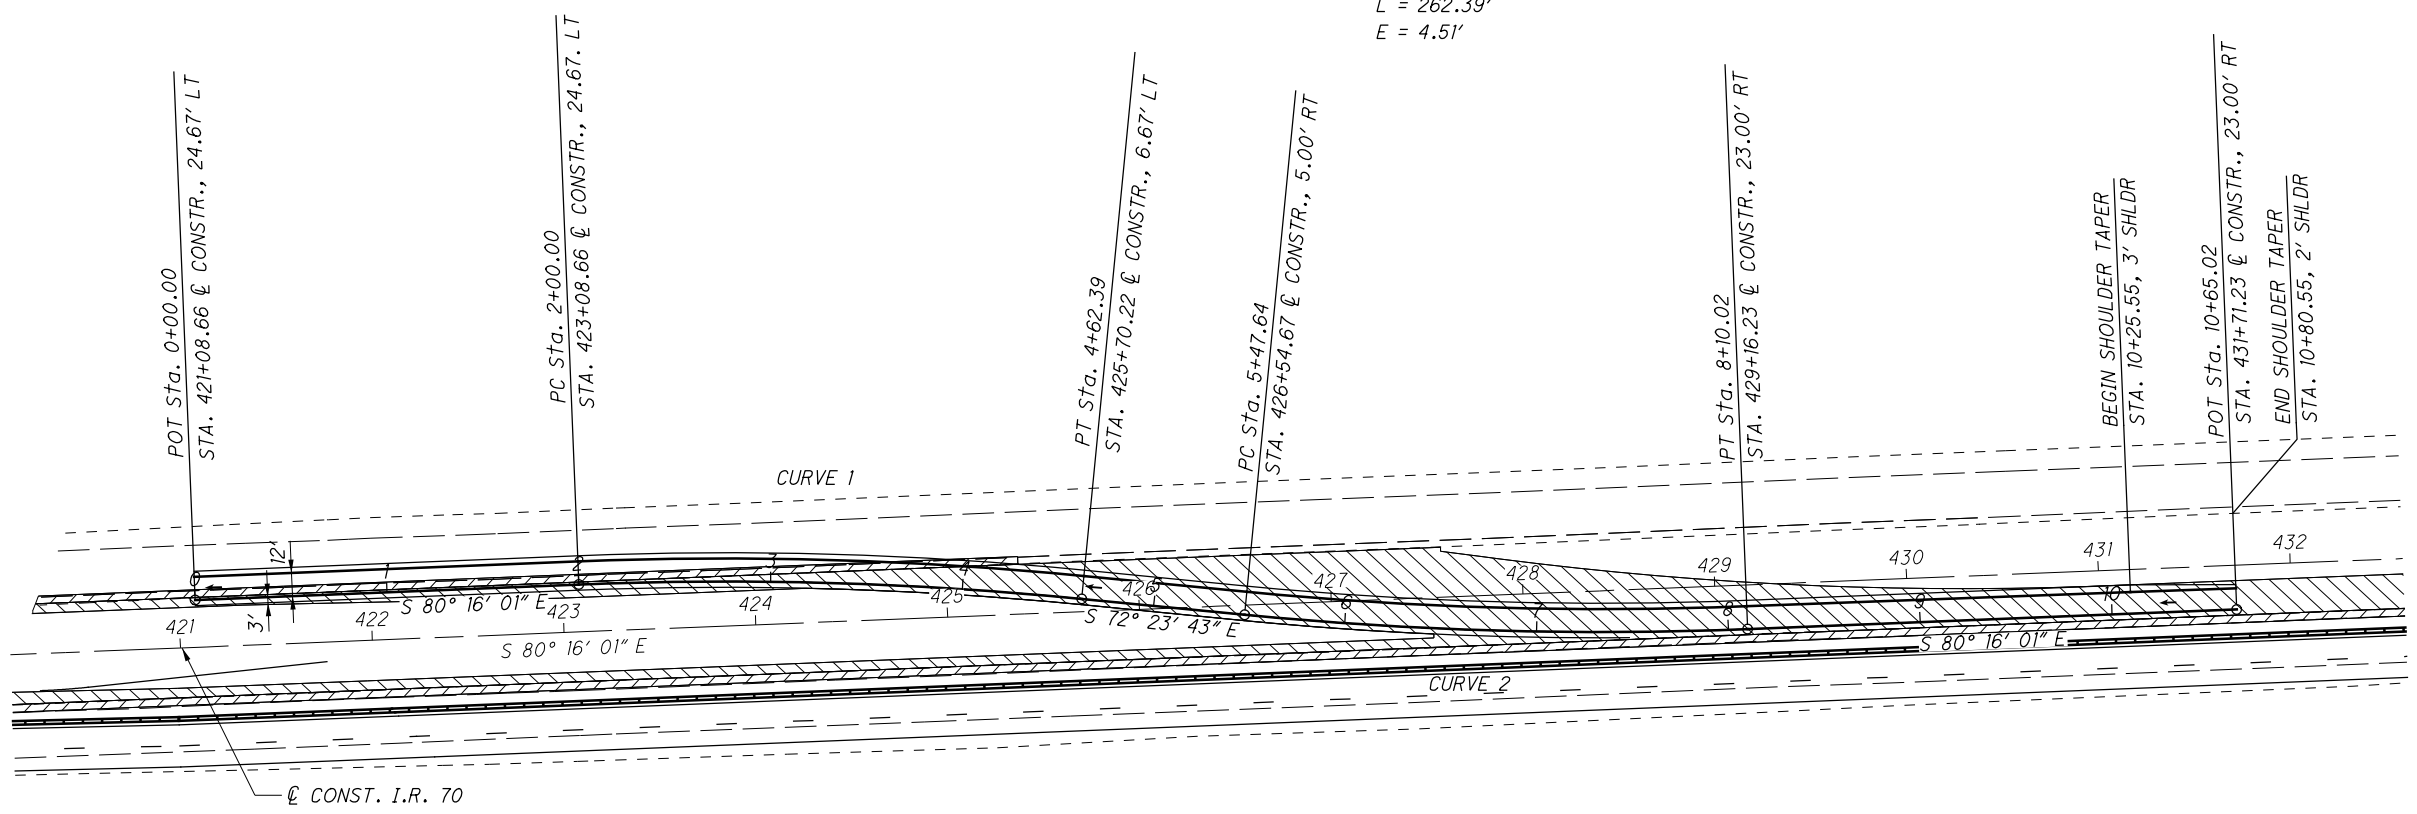 L = 262.39'
E = 4.51'
POT Sta. 0+00.00
STA. 421+08.66 ℄ CONSTR., 24.67' LT
PC Sta. 2+00.00
STA. 423+08.66 ℄ CONSTR., 24.67. LT
PT Sta. 4+62.39
STA. 425+70.22 ℄ CONSTR., 6.67' LT
PC Sta. 5+47.64
STA. 426+54.67 ℄ CONSTR., 5.00' RT
PT Sta. 8+10.02
STA. 429+16.23 ℄ CONSTR., 23.00' RT
BEGIN SHOULDER TAPER
STA. 10+25.55, 3' SHLDR
POT Sta. 10+65.02
STA. 431+71.23 ℄ CONSTR., 23.00' RT
END SHOULDER TAPER
STA. 10+80.55, 2' SHLDR
CURVE 1
12'
3'
0
1
2
3
4
5
6
7
8
9
10
421
422
423
424
425
426
427
428
429
430
431
432
S 80° 16' 01" E
S 80° 16' 01" E
S 72° 23' 43" E
S 80° 16' 01" E
CURVE 2
℄ CONST. I.R. 70